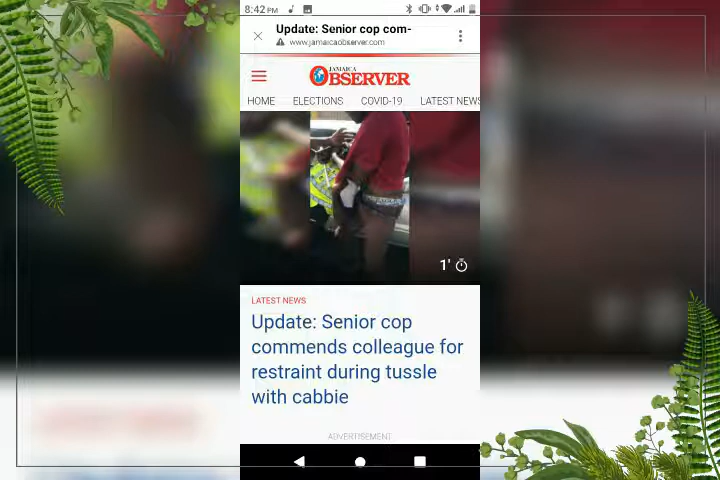 8:42 PM
Update: Senior cop com-
www.jamaicaobserver.com
JAMAICA
OBSERVER
HOME ELECTIONS COVID-19 LATEST NEWS
1'
LATEST NEWS
Update: Senior cop
commends colleague for
restraint during tussle
with cabbie
ADVERTISEMENT